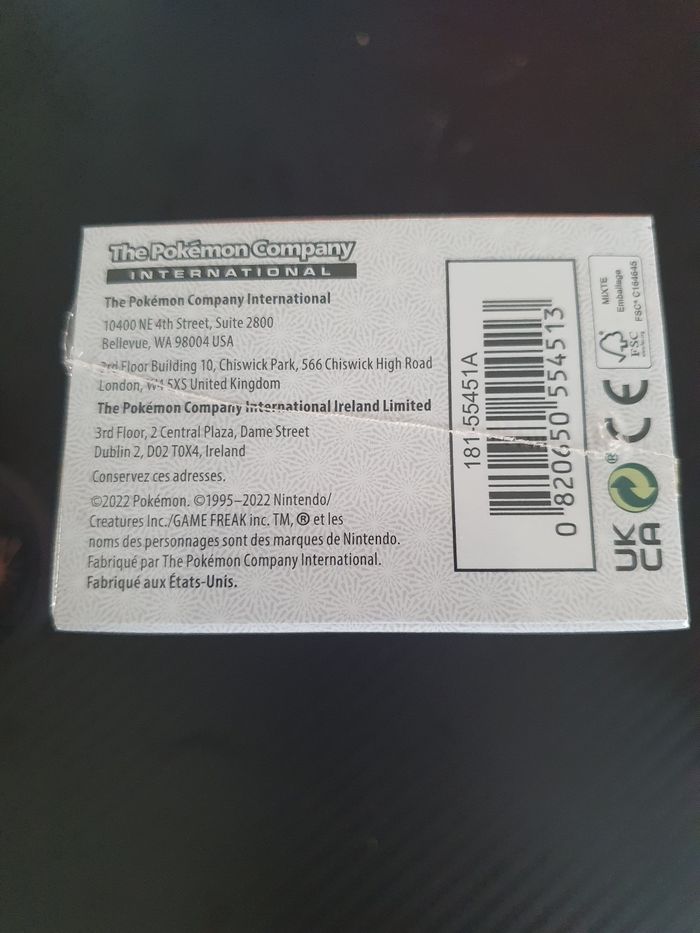 The Pokémon Company
INTERNATIONAL
The Pokémon Company International
10400 NE 4th Street, Suite 2800
Bellevue, WA 98004 USA
3rd Floor Building 10, Chiswick Park, 566 Chiswick High Road
London, W4 5XS United Kingdom
The Pokémon Company International Ireland Limited
3rd Floor, 2 Central Plaza, Dame Street
Dublin 2, D02 T0X4, Ireland
Conservez ces adresses.
©2022 Pokémon. ©1995–2022 Nintendo/
Creatures Inc./GAME FREAK inc. TM, ® et les
noms des personnages sont des marques de Nintendo.
Fabriqué par The Pokémon Company International.
Fabriqué aux États-Unis.
181-55451A
0 820650 554513
MIXTE
Emballage
FSC® C164645
FSC
CE
®
UK
CA